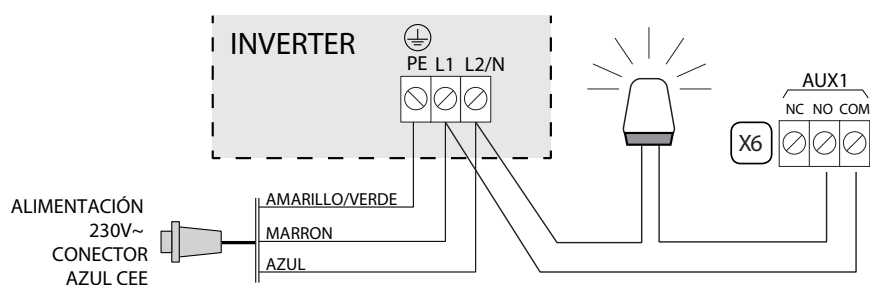 INVERTER
PE L1 L2/N
AUX1
NC NO COM
X6
ALIMENTACIÓN
230V~
CONECTOR
AZUL CEE
AMARILLO/VERDE
MARRON
AZUL